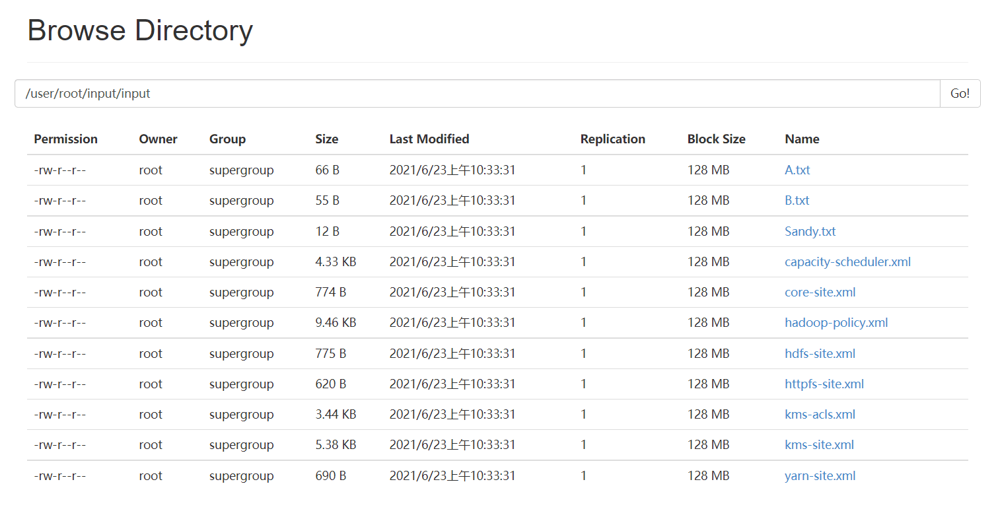 Browse Directory
/user/root/input/input Go!
Permission Owner Group Size Last Modified Replication Block Size Name
-rw-r--r-- root supergroup 66 B 2021/6/23上午10:33:31 1 128 MB A.txt
-rw-r--r-- root supergroup 55 B 2021/6/23上午10:33:31 1 128 MB B.txt
-rw-r--r-- root supergroup 12 B 2021/6/23上午10:33:31 1 128 MB Sandy.txt
-rw-r--r-- root supergroup 4.33 KB 2021/6/23上午10:33:31 1 128 MB capacity-scheduler.xml
-rw-r--r-- root supergroup 774 B 2021/6/23上午10:33:31 1 128 MB core-site.xml
-rw-r--r-- root supergroup 9.46 KB 2021/6/23上午10:33:31 1 128 MB hadoop-policy.xml
-rw-r--r-- root supergroup 775 B 2021/6/23上午10:33:31 1 128 MB hdfs-site.xml
-rw-r--r-- root supergroup 620 B 2021/6/23上午10:33:31 1 128 MB httpfs-site.xml
-rw-r--r-- root supergroup 3.44 KB 2021/6/23上午10:33:31 1 128 MB kms-acls.xml
-rw-r--r-- root supergroup 5.38 KB 2021/6/23上午10:33:31 1 128 MB kms-site.xml
-rw-r--r-- root supergroup 690 B 2021/6/23上午10:33:31 1 128 MB yarn-site.xml